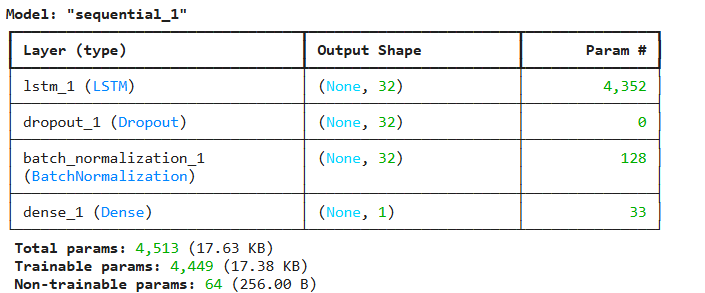 Model: "sequential_1"
Layer (type) Output Shape Param #
lstm_1 (LSTM) (None, 32) 4,352
dropout_1 (Dropout) (None, 32) 0
batch_normalization_1 (None, 32) 128
(BatchNormalization)
dense_1 (Dense) (None, 1) 33
Total params: 4,513 (17.63 KB)
Trainable params: 4,449 (17.38 KB)
Non-trainable params: 64 (256.00 B)